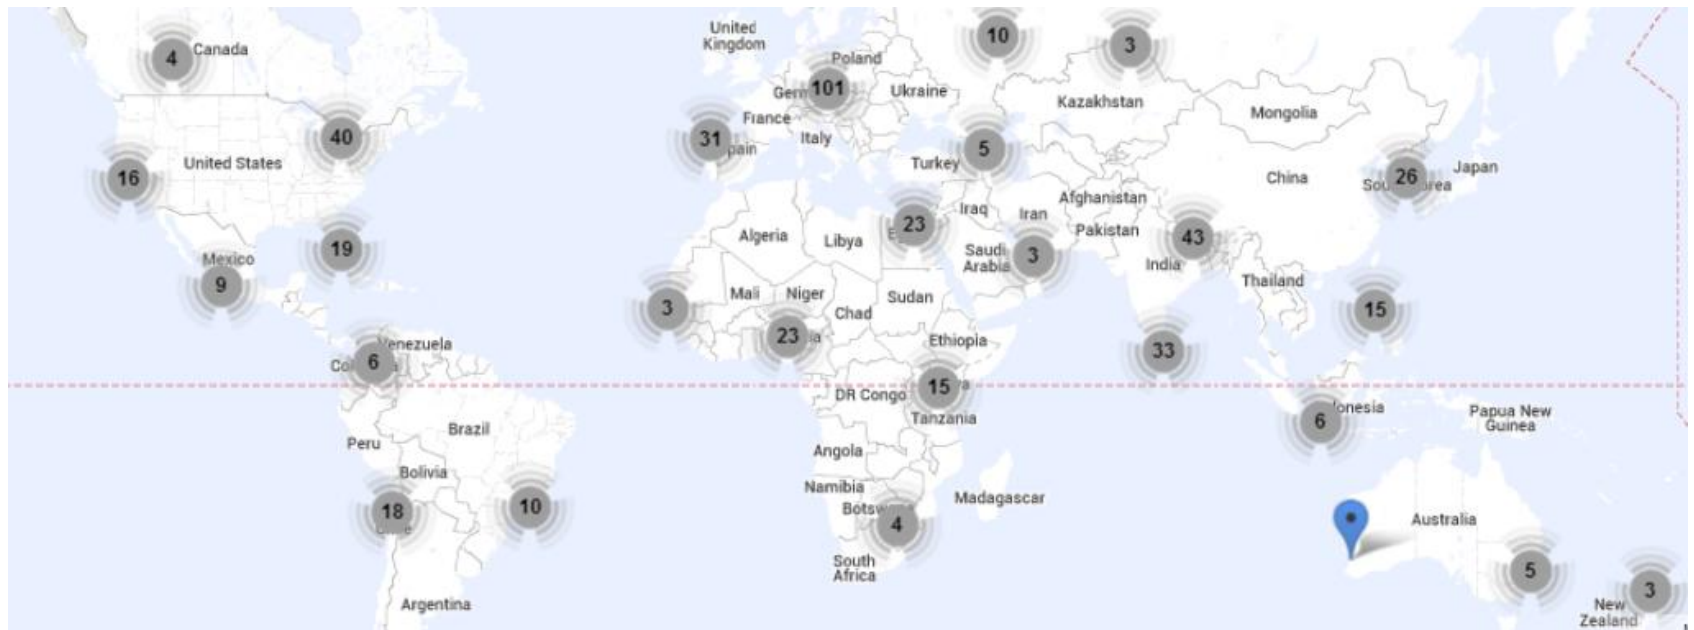 United
Kingdom
10
3
4
Canada
Poland
101
Ukraine
Kazakhstan
Mongolia
France
40
31
Italy
5
United States
Turkey
Japan
16
China
26
Afghanistan
Iraq
Iran
23
Pakistan
43
Algeria
Libya
19
Saudi
Arabia
3
India
Mexico
9
Thailand
Mali
Niger
Sudan
3
Chad
15
23
Ethiopia
Venezuela
33
6
15
DR Congo
6
Papua New
Guinea
Tanzania
Brazil
Peru
Angola
Bolivia
Namibia
Madagascar
18
10
4
Australia
South
Africa
5
3
Argentina
New
Zealand